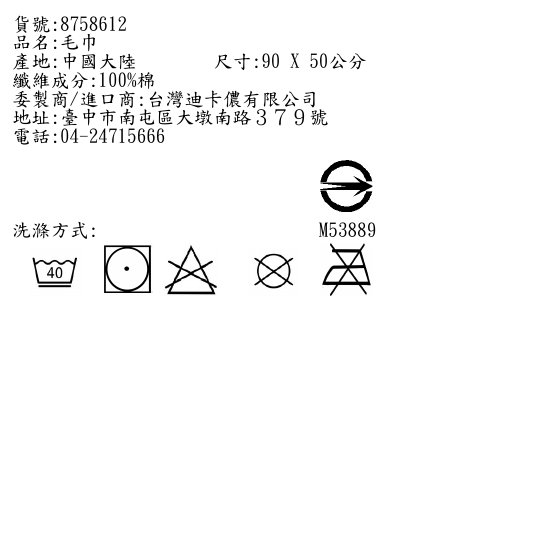 貨號:8758612
品名:毛巾
產地:中國大陸 尺寸:90 X 50公分
纖維成分:100%棉
委製商/進口商:台灣迪卡儂有限公司
地址:臺中市南屯區大墩南路３７９號
電話:04-24715666
洗滌方式: M53889
40